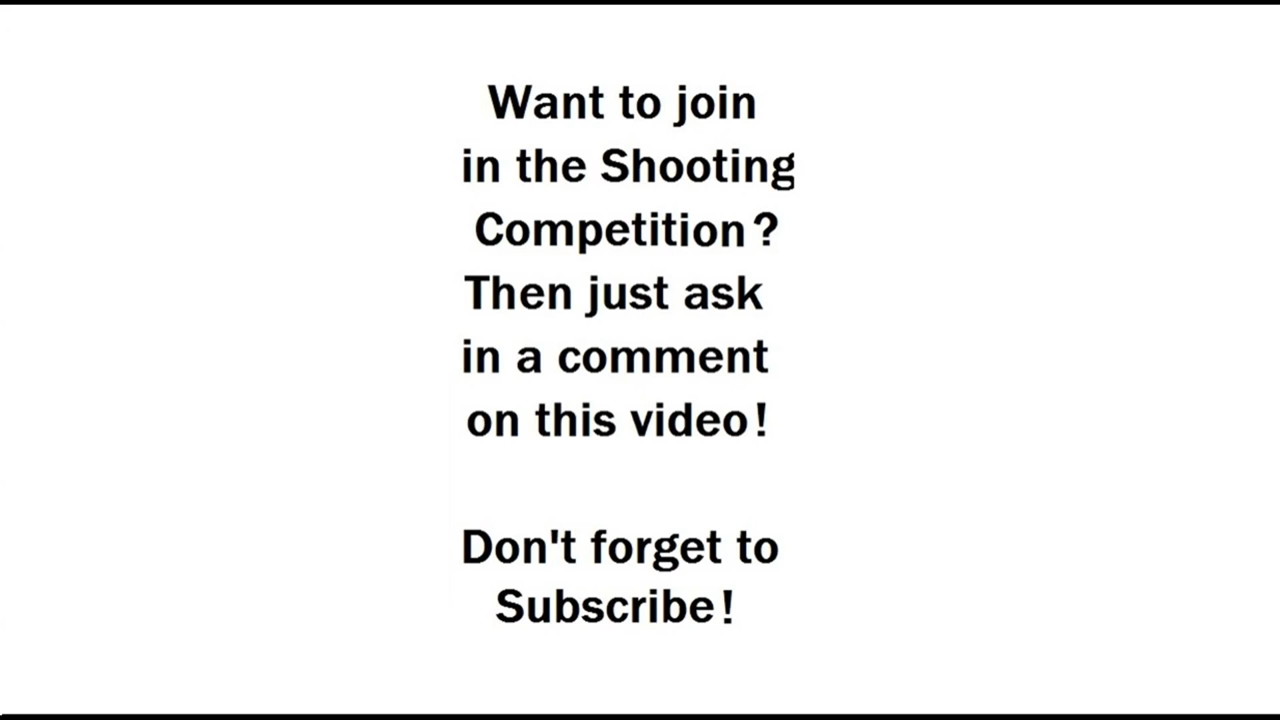 Want to join
in the Shooting
Competition?
Then just ask
in a comment
on this video!
Don't forget to
Subscribe!